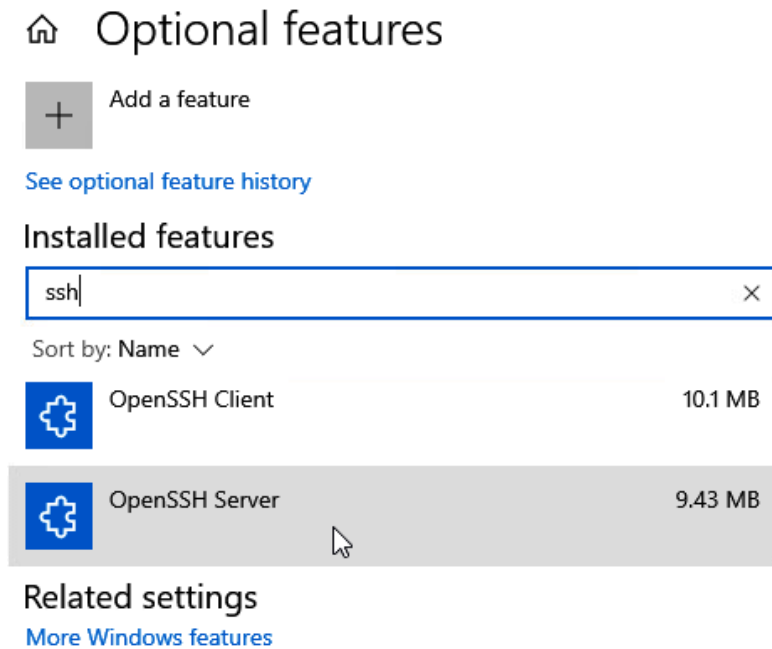 Optional features
Add a feature
See optional feature history
Installed features
ssh
Sort by: Name
OpenSSH Client 10.1 MB
OpenSSH Server 9.43 MB
Related settings
More Windows features